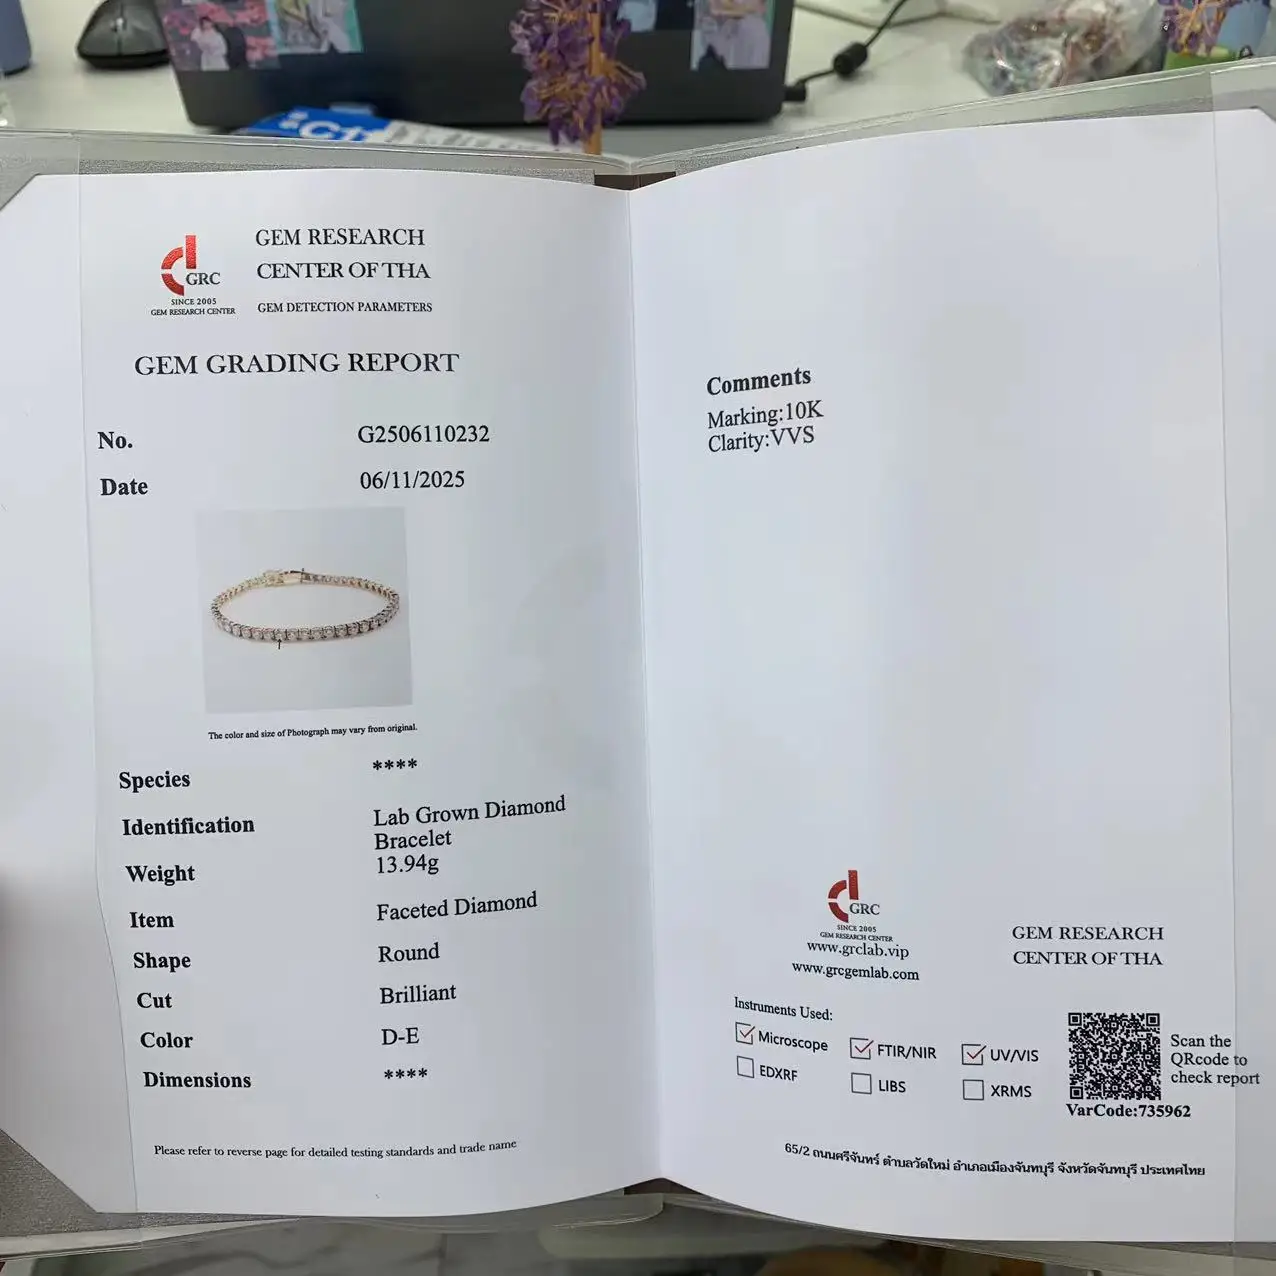 GRC
SINCE 2005
GEM RESEARCH CENTER
GEM RESEARCH
CENTER OF THA
GEM DETECTION PARAMETERS
GEM GRADING REPORT
No. G2506110232
Date 06/11/2025
The color and size of Photograph may vary from original.
Species ****
Identification Lab Grown Diamond
Bracelet
Weight 13.94g
Item Faceted Diamond
Shape Round
Cut Brilliant
Color D-E
Dimensions ****
Please refer to reverse page for detailed testing standards and trade name
Comments
Marking:10K
Clarity:VVS
GRC
SINCE 2005
GEM RESEARCH CENTER
www.grclab.vip
www.grcgemlab.com
GEM RESEARCH
CENTER OF THA
Instruments Used:
Microscope FTIR/NIR UV/VIS
EDXRF LIBS XRMS
Scan the
QRcode to
check report
VarCode:735962
65/2 ถนนศรีจันทร์ ตำบลวัดใหม่ อำเภอเมืองจันทบุรี จังหวัดจันทบุรี ประเทศไทย